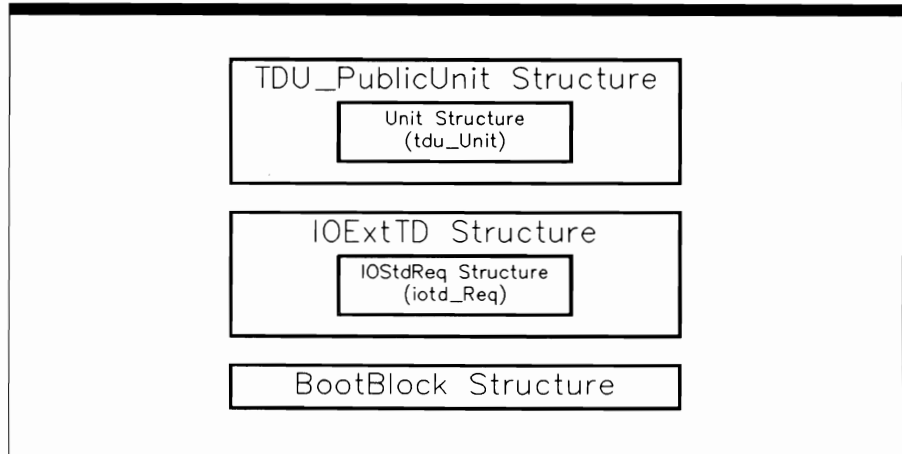 TDU_PublicUnit Structure
Unit Structure
(tdu_Unit)
IOExtTD Structure
IOStdReq Structure
(iotd_Req)
BootBlock Structure